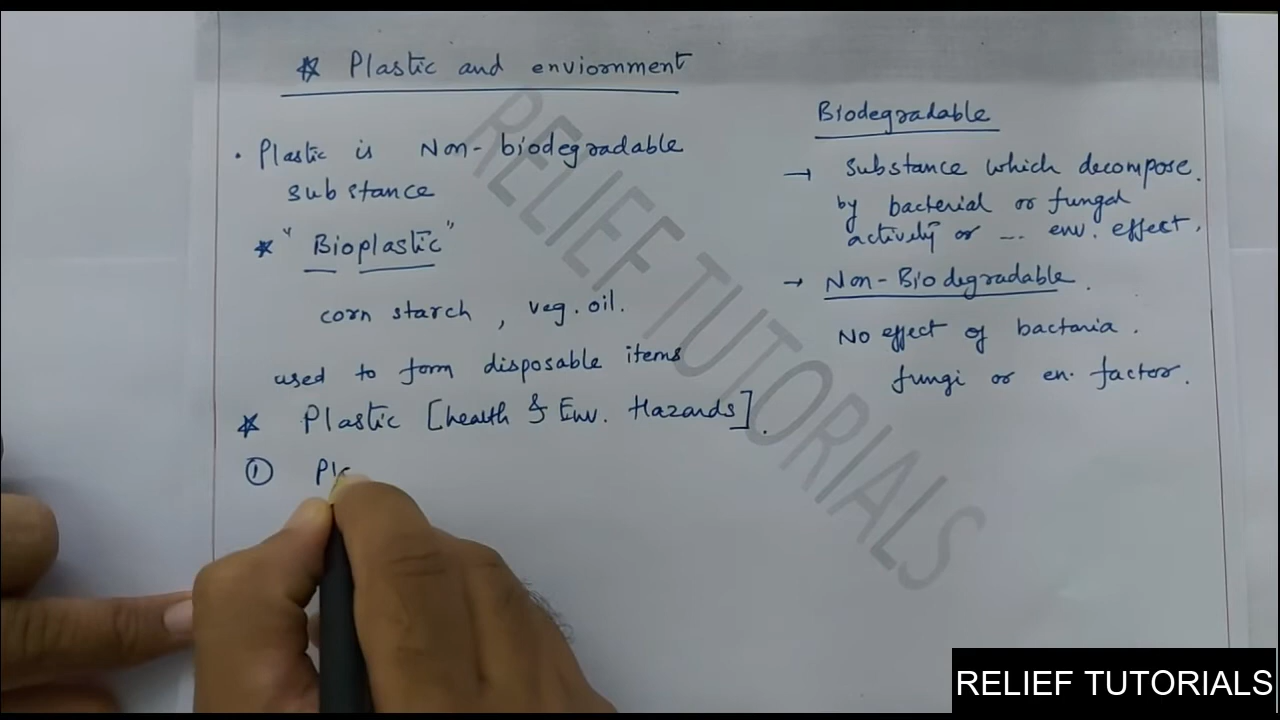 * Plastic and enviornment
• Plastic is Non-biodegradable
substance
* "Bioplastic"
corn starch, veg. oil.
used to form disposable items
* Plastic [health & Env. Hazards].
① Pla
Biodegradable
→ substance which decompose.
by bacterial or fungal
activity or ... env. effect.
→ Non-Biodegradable.
No effect of bactaria.
fungi or en. factor.
RELIEF TUTORIALS
RELIEF TUTORIALS